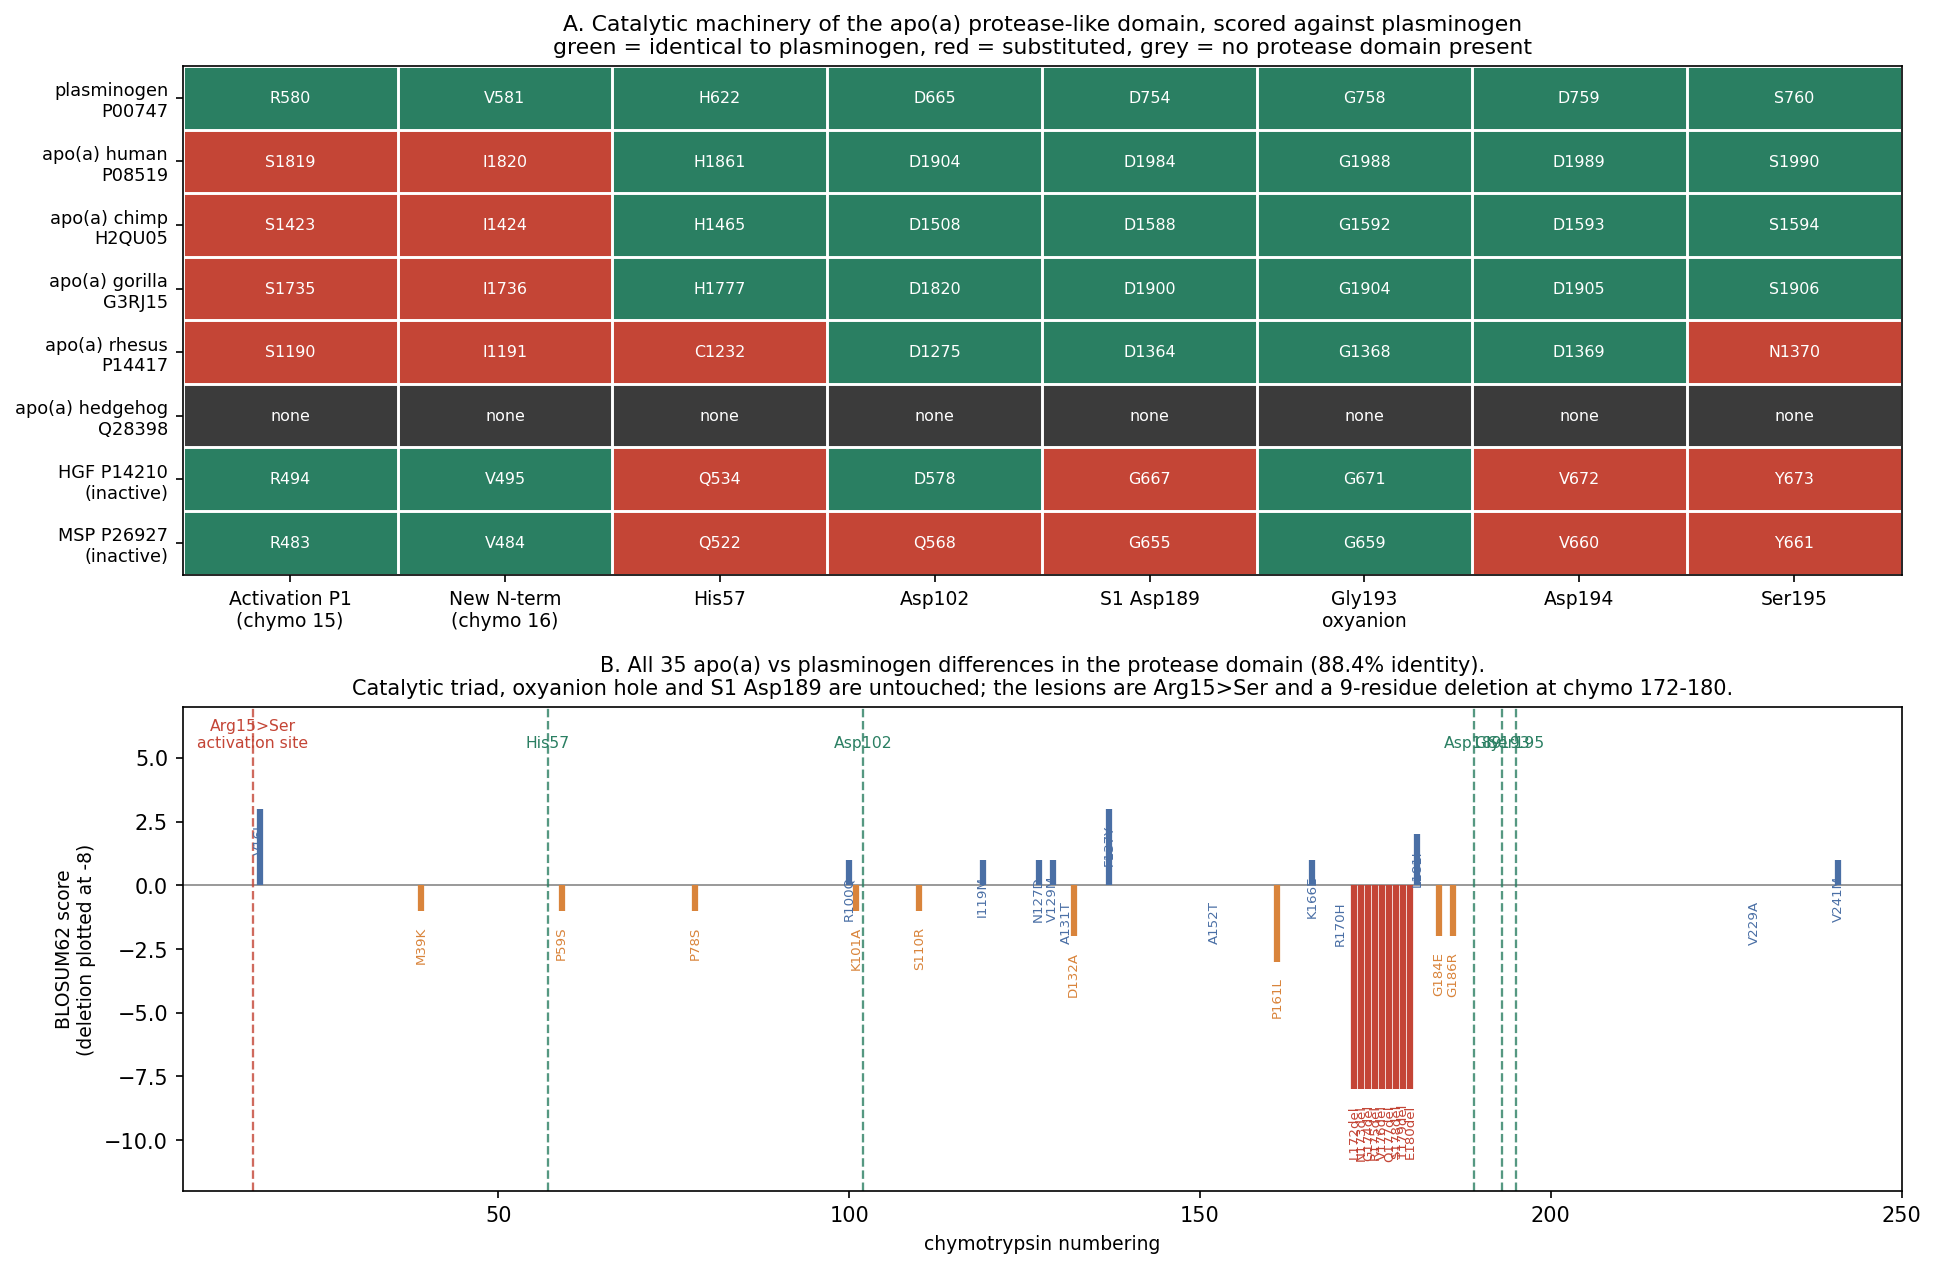 A. Catalytic machinery of the apo(a) protease-like domain, scored against plasminogen
green = identical to plasminogen, red = substituted, grey = no protease domain present
plasminogen
P00747
R580 V581 H622 D665 D754 G758 D759 S760
apo(a) human
P08519
S1819 I1820 H1861 D1904 D1984 G1988 D1989 S1990
apo(a) chimp
H2QU05
S1423 I1424 H1465 D1508 D1588 G1592 D1593 S1594
apo(a) gorilla
G3RJ15
S1735 I1736 H1777 D1820 D1900 G1904 D1905 S1906
apo(a) rhesus
P14417
S1190 I1191 C1232 D1275 D1364 G1368 D1369 N1370
apo(a) hedgehog
Q28398
none none none none none none none none
HGF P14210
(inactive)
R494 V495 Q534 D578 G667 G671 V672 Y673
MSP P26927
(inactive)
R483 V484 Q522 Q568 G655 G659 V660 Y661
Activation P1
(chymo 15)
New N-term
(chymo 16)
His57
Asp102
S1 Asp189
Gly193
oxyanion
Asp194
Ser195
B. All 35 apo(a) vs plasminogen differences in the protease domain (88.4% identity).
Catalytic triad, oxyanion hole and S1 Asp189 are untouched; the lesions are Arg15>Ser and a 9-residue deletion at chymo 172-180.
BLOSUM62 score
(deletion plotted at -8)
5.0
2.5
0.0
−2.5
−5.0
−7.5
−10.0
Arg15>Ser
activation site
His57
Asp102
M39K
P59S
P78S
R100Q
K101A
S110R
I119M
N127D
V129M
A131T
D132A
A152T
P161L
K166E
R170H
L172del
E180del
G184E
G186R
V229A
V241M
50
100
150
200
250
chymotrypsin numbering